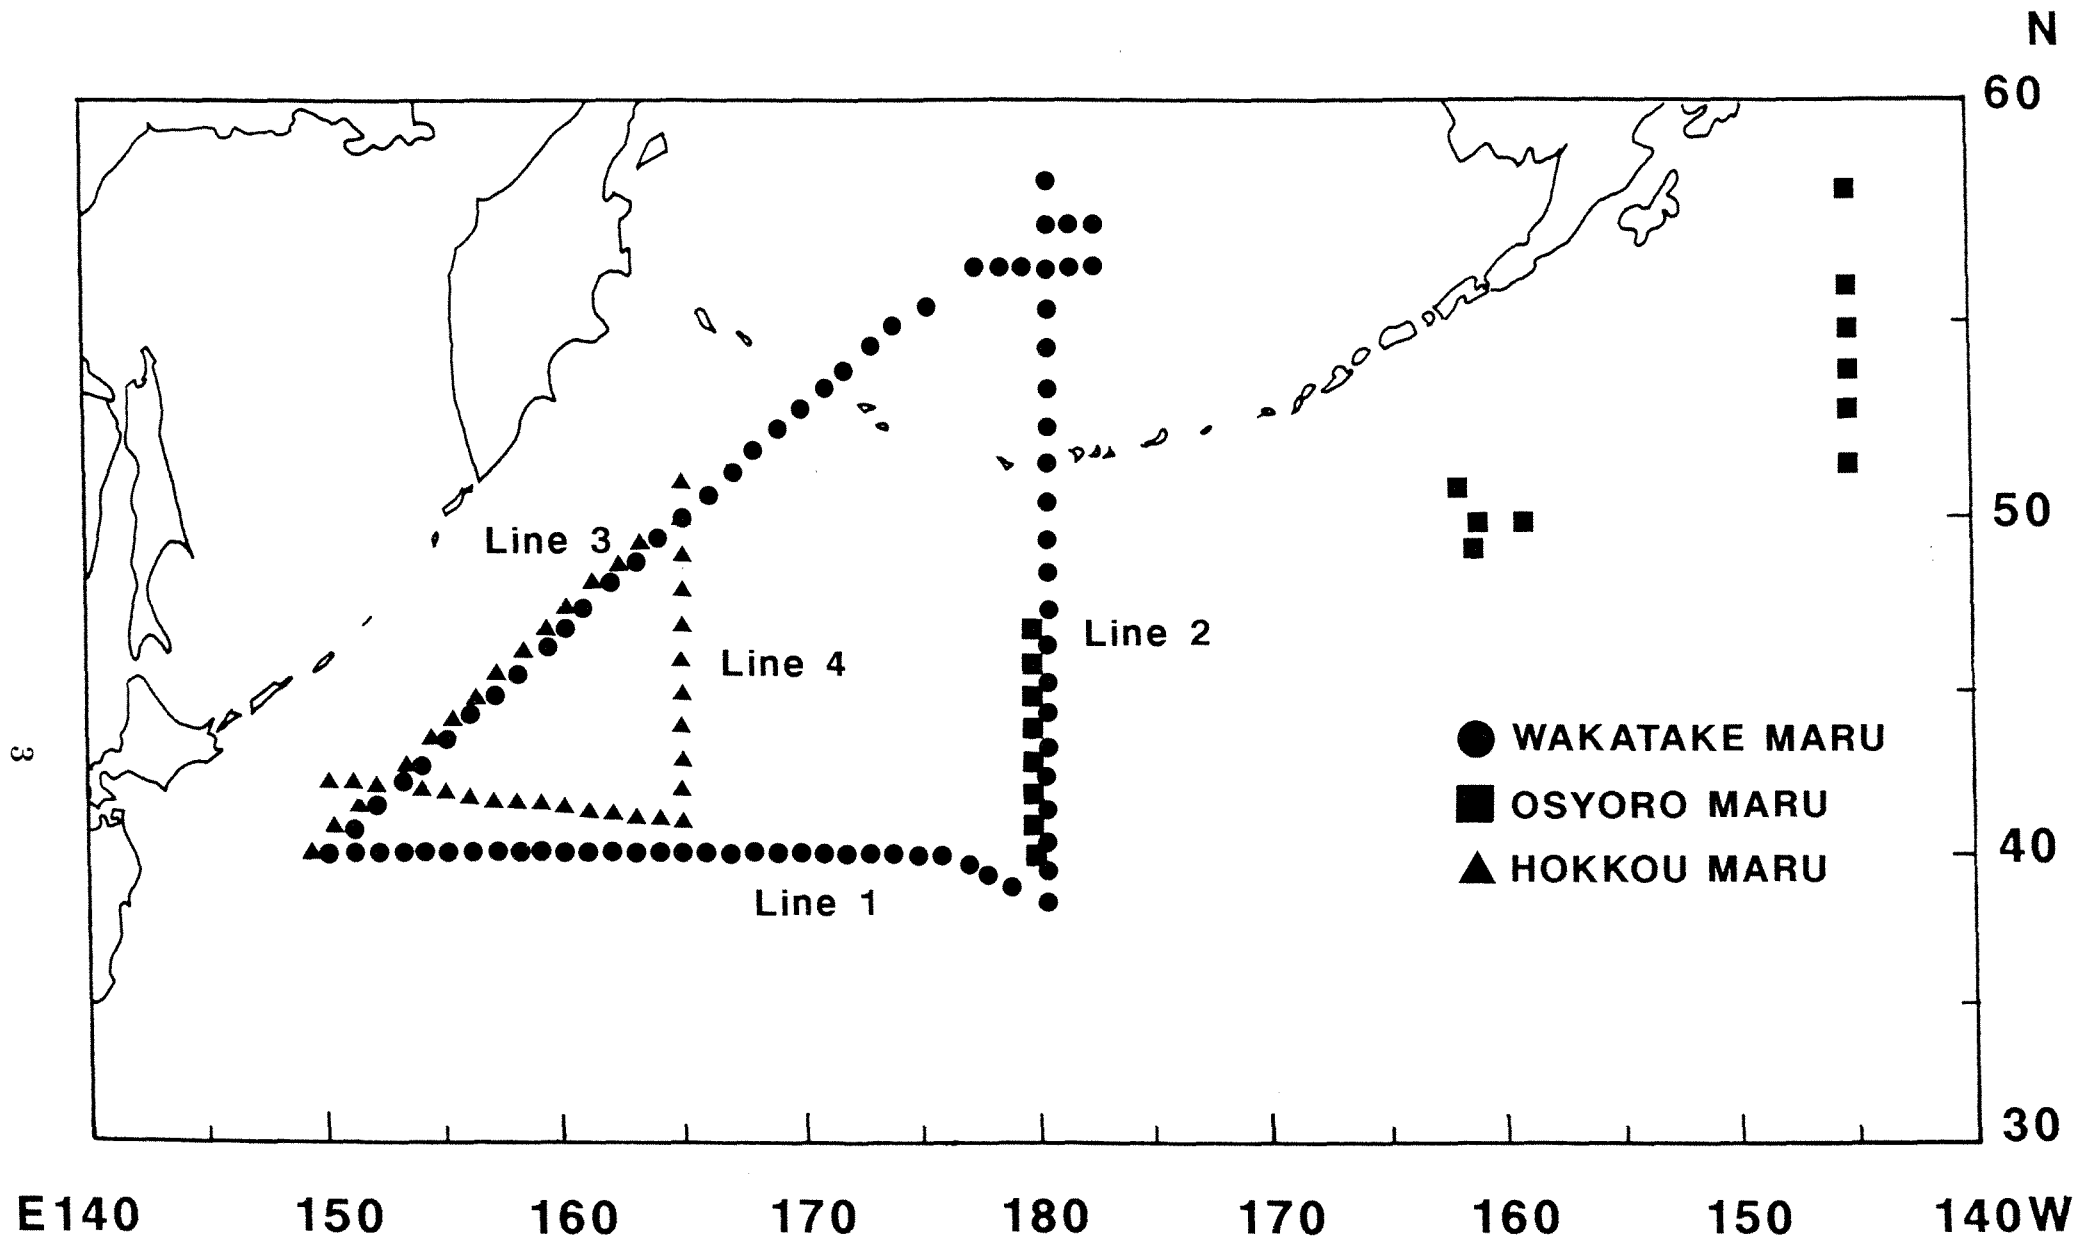 N
60
50
40
30
Line 3
Line 4
Line 2
Line 1
WAKATAKE MARU
OSYORO MARU
HOKKOU MARU
3
E140 150 160 170 180 170 160 150 140W